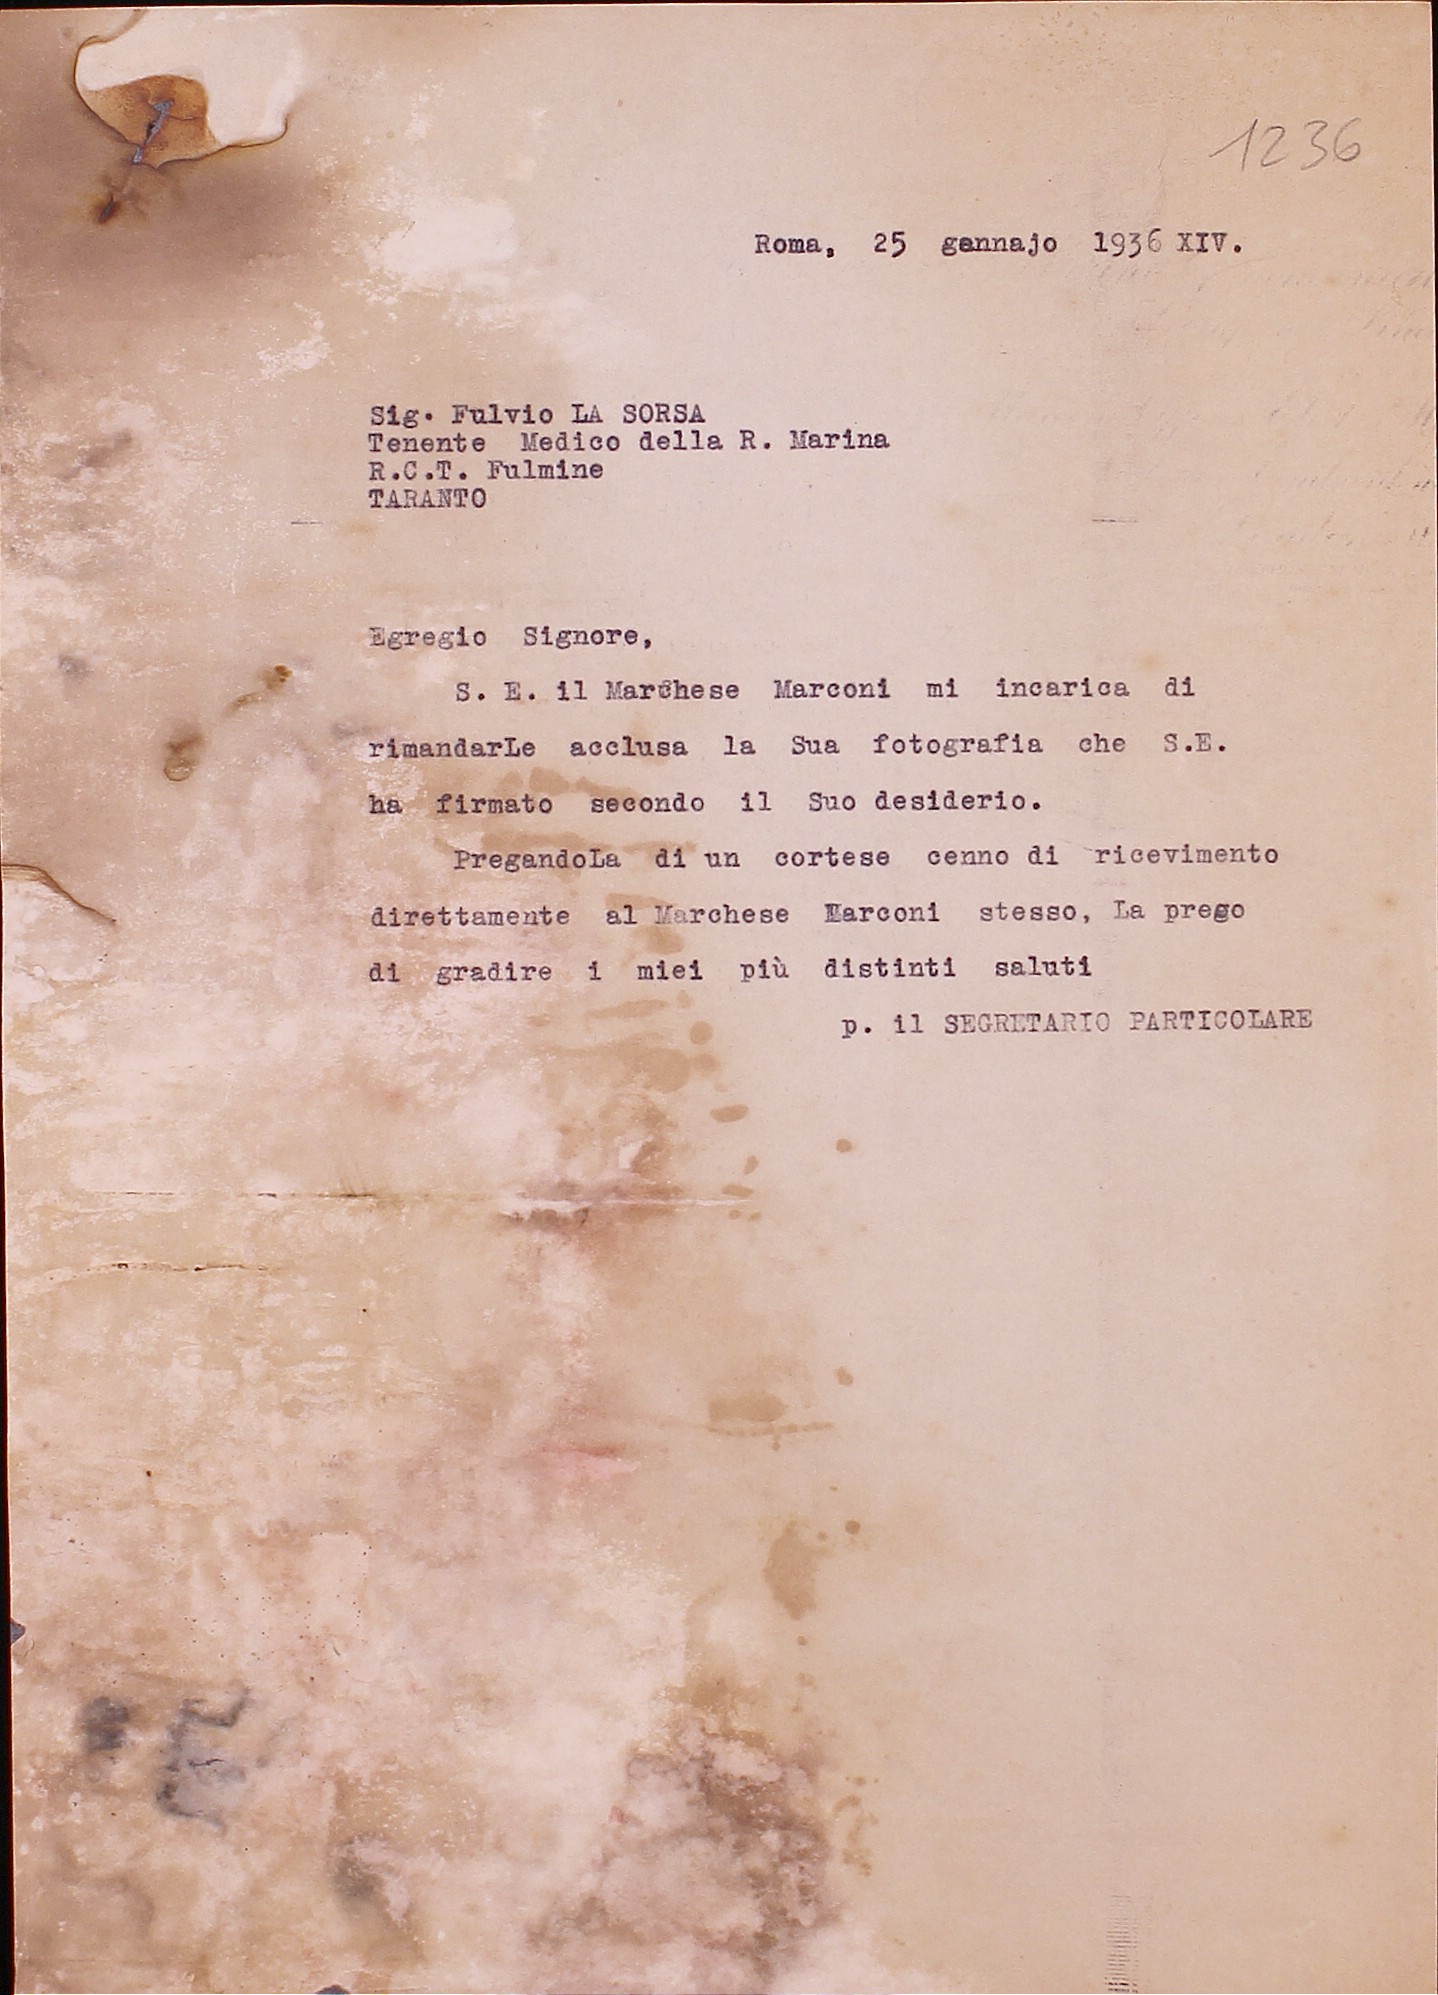 1236
Roma, 25 gennajo 1936 XIV.
Sig. Fulvio LA SORSA
Tenente Medico della R. Marina
R.C.T. Fulmine
TARANTO
Egregio Signore,
S. E. il Marchese Marconi mi incarica di
rimandarLe acclusa la Sua fotografia che S.E.
ha firmato secondo il Suo desiderio.
PregandoLa di un cortese cenno di ricevimento
direttamente al Marchese Marconi stesso, La prego
di gradire i miei più distinti saluti
p. il SEGRETARIO PARTICOLARE